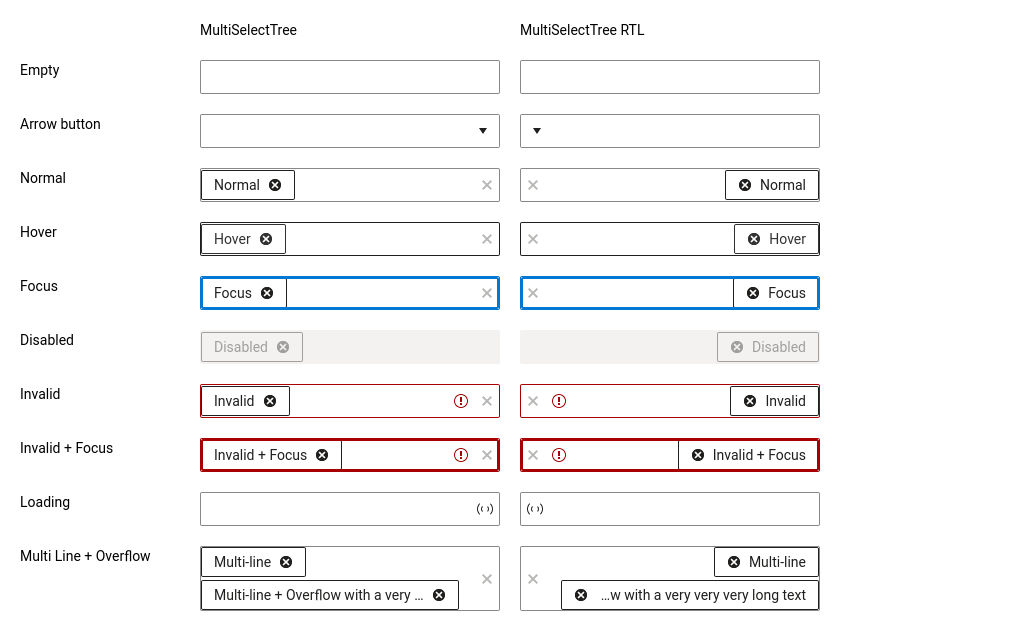 MultiSelectTree MultiSelectTree RTL
Empty
Arrow button
Normal Normal Normal
Hover Hover Hover
Focus Focus Focus
Disabled Disabled Disabled
Invalid Invalid Invalid
Invalid + Focus Invalid + Focus Invalid + Focus
Loading
Multi Line + Overflow Multi-line Multi-line
Multi-line + Overflow with a very ... ...w with a very very very long text